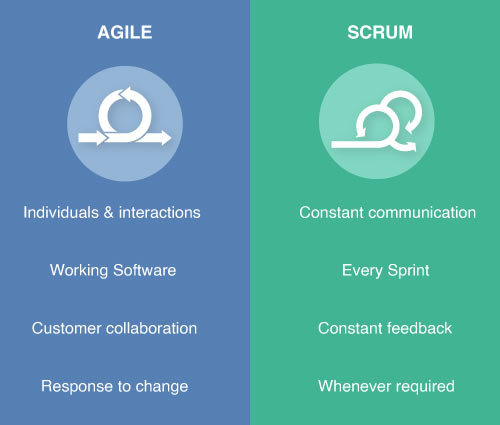 AGILE
SCRUM
Individuals & interactions
Constant communication
Working Software
Every Sprint
Customer collaboration
Constant feedback
Response to change
Whenever required